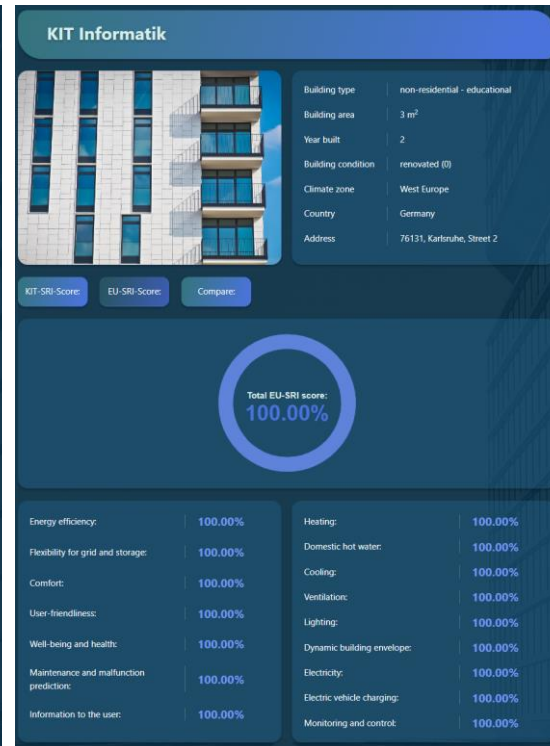 KIT Informatik
Building type non-residential - educational
Building area 3 m²
Year built 2
Building condition renovated (0)
Climate zone West Europe
Country Germany
Address 76131, Karlsruhe, Street 2
KIT-SRI-Score: EU-SRI-Score: Compare:
Total EU-SRI score:
100.00%
Energy efficiency: 100.00%
Flexibility for grid and storage: 100.00%
Comfort: 100.00%
User-friendliness: 100.00%
Well-being and health: 100.00%
Maintenance and malfunction
prediction: 100.00%
Information to the user: 100.00%
Heating: 100.00%
Domestic hot water: 100.00%
Cooling: 100.00%
Ventilation: 100.00%
Lighting: 100.00%
Dynamic building envelope: 100.00%
Electricity: 100.00%
Electric vehicle charging: 100.00%
Monitoring and control: 100.00%